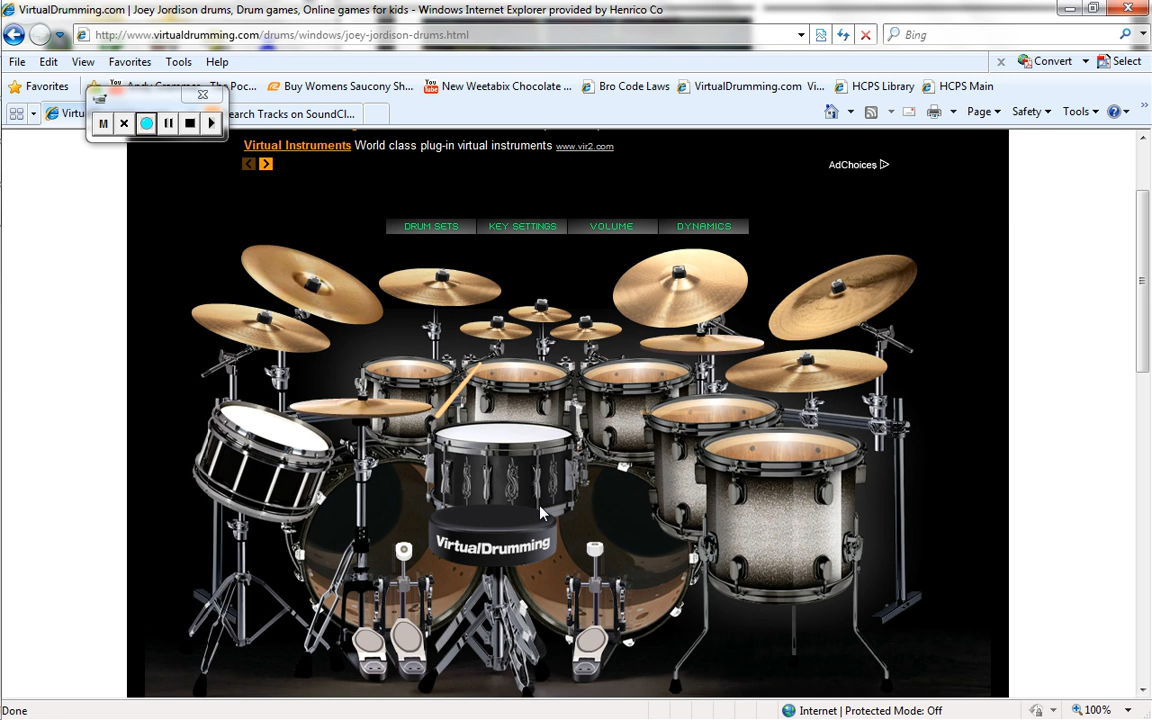 VirtualDrumming.com | Joey Jordison drums, Drum games, Online games for kids - Windows Internet Explorer provided by Henrico Co
http://www.virtualdrumming.com/drums/windows/joey-jordison-drums.html
Bing
File Edit View Favorites Tools Help
Convert Select
Favorites
The Poc...
Buy Womens Saucony Sh...
New Weetabix Chocolate ...
Bro Code Laws
VirtualDrumming.com Vi...
HCPS Library
HCPS Main
Virtu
earch Tracks on SoundCl...
Page Safety Tools
M
Virtual Instruments World class plug-in virtual instruments www.vir2.com
AdChoices
DRUM SETS KEY SETTINGS VOLUME DYNAMICS
VirtualDrumming
Done
Internet | Protected Mode: Off
100%